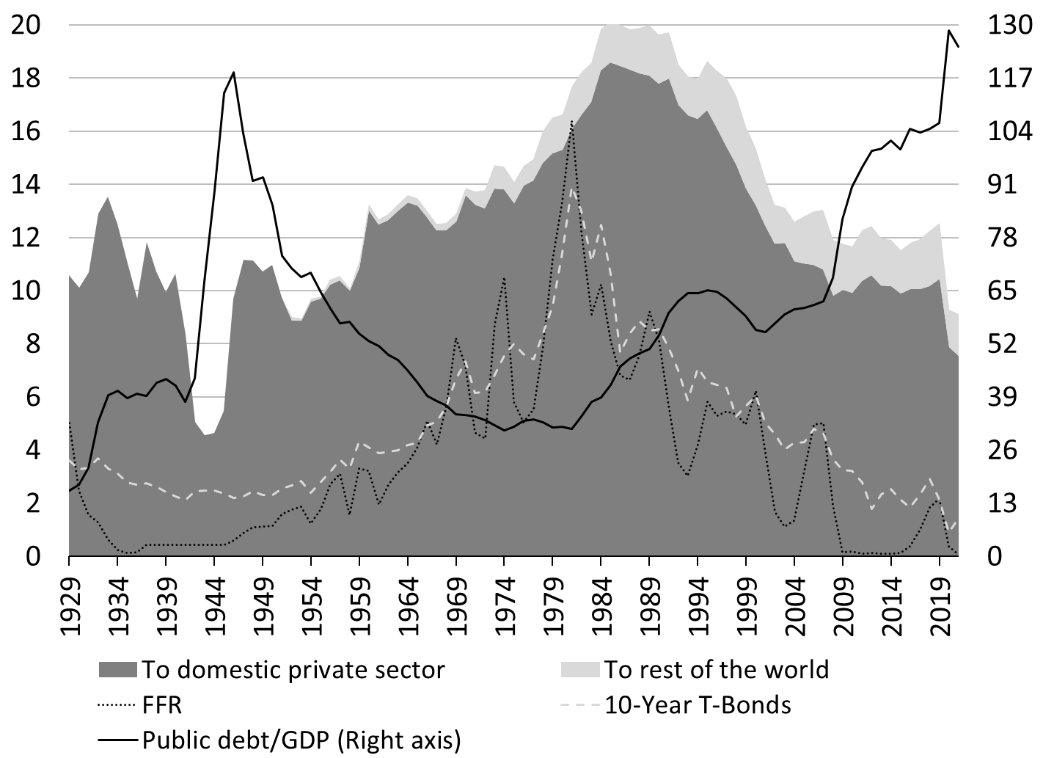 20 130
18 117
16 104
14 91
12 78
10 65
8 52
6 39
4 26
2 13
0 0
1929 1934 1939 1944 1949 1954 1959 1964 1969 1974 1979 1984 1989 1994 1999 2004 2009 2014 2019
To domestic private sector To rest of the world
FFR 10-Year T-Bonds
Public debt/GDP (Right axis)